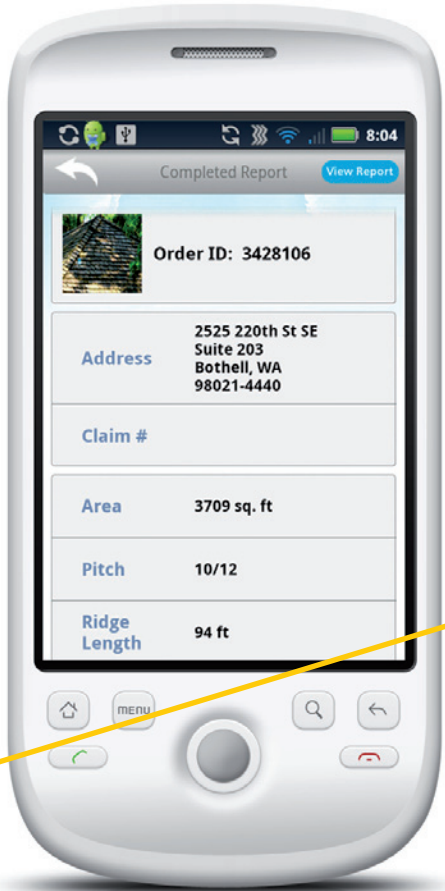 8:04
Completed Report
View Report
Order ID: 3428106
Address
2525 220th St SE
Suite 203
Bothell, WA
98021-4440
Claim #
Area
3709 sq. ft
Pitch
10/12
Ridge
Length
94 ft
MENU